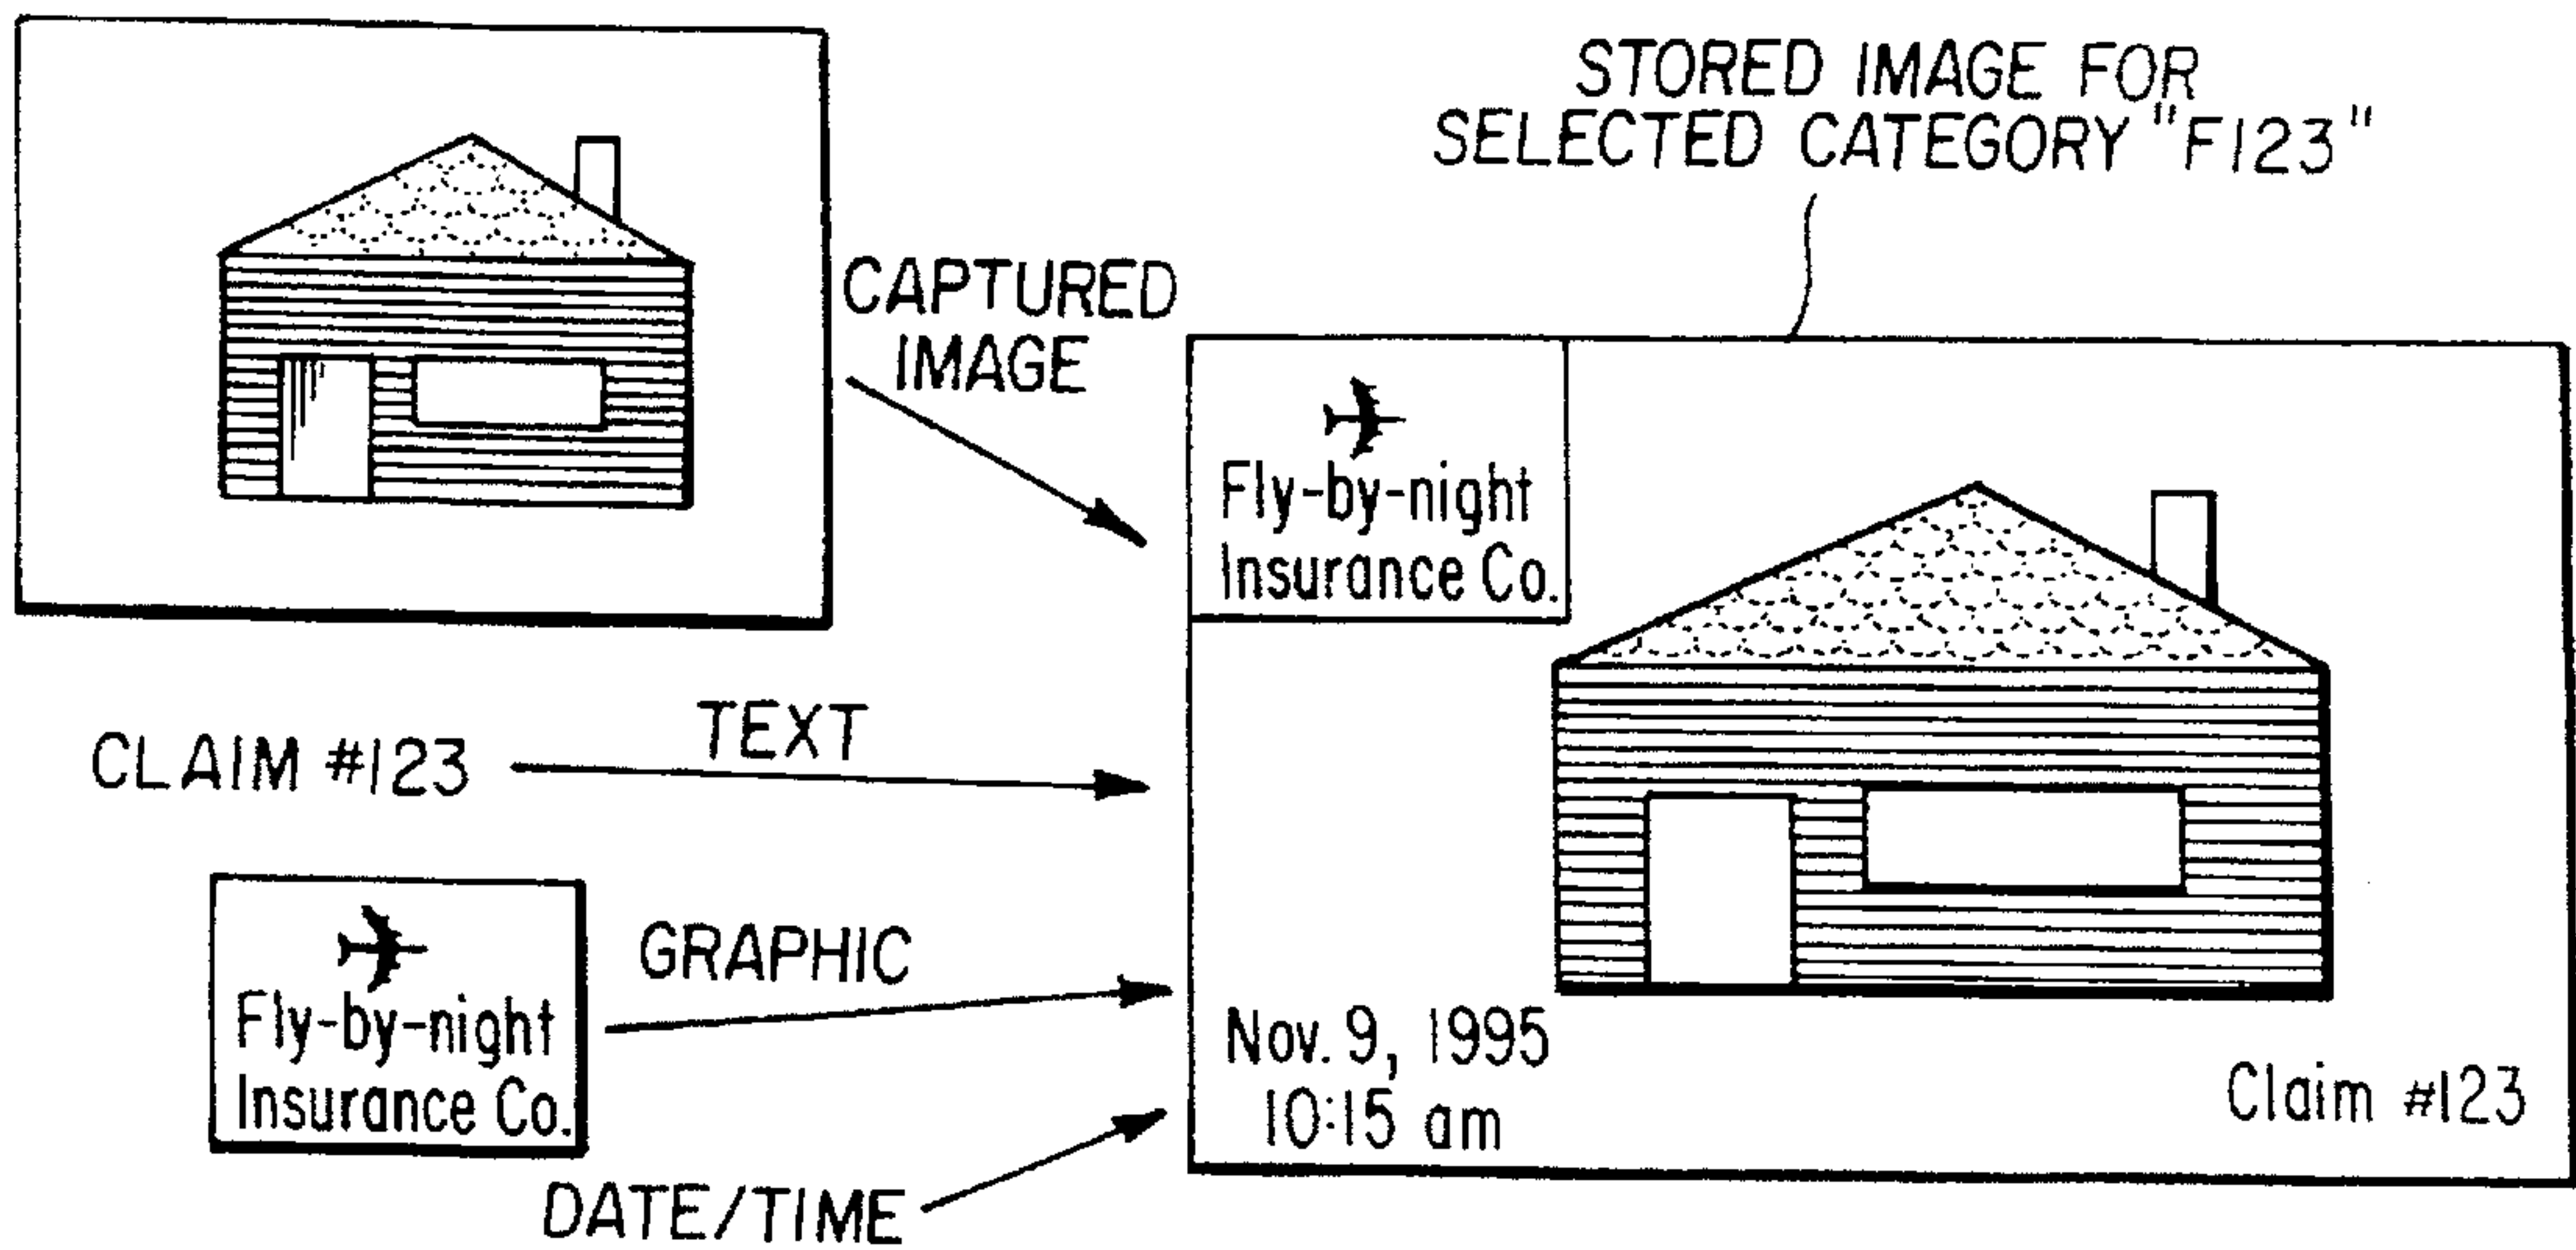 STORED IMAGE FOR
SELECTED CATEGORY "F123"
CAPTURED
IMAGE
Fly-by-night
Insurance Co.
TEXT
CLAIM #123
GRAPHIC
Fly-by-night
Insurance Co.
Nov. 9, 1995
10:15 am
Claim #123
DATE/TIME